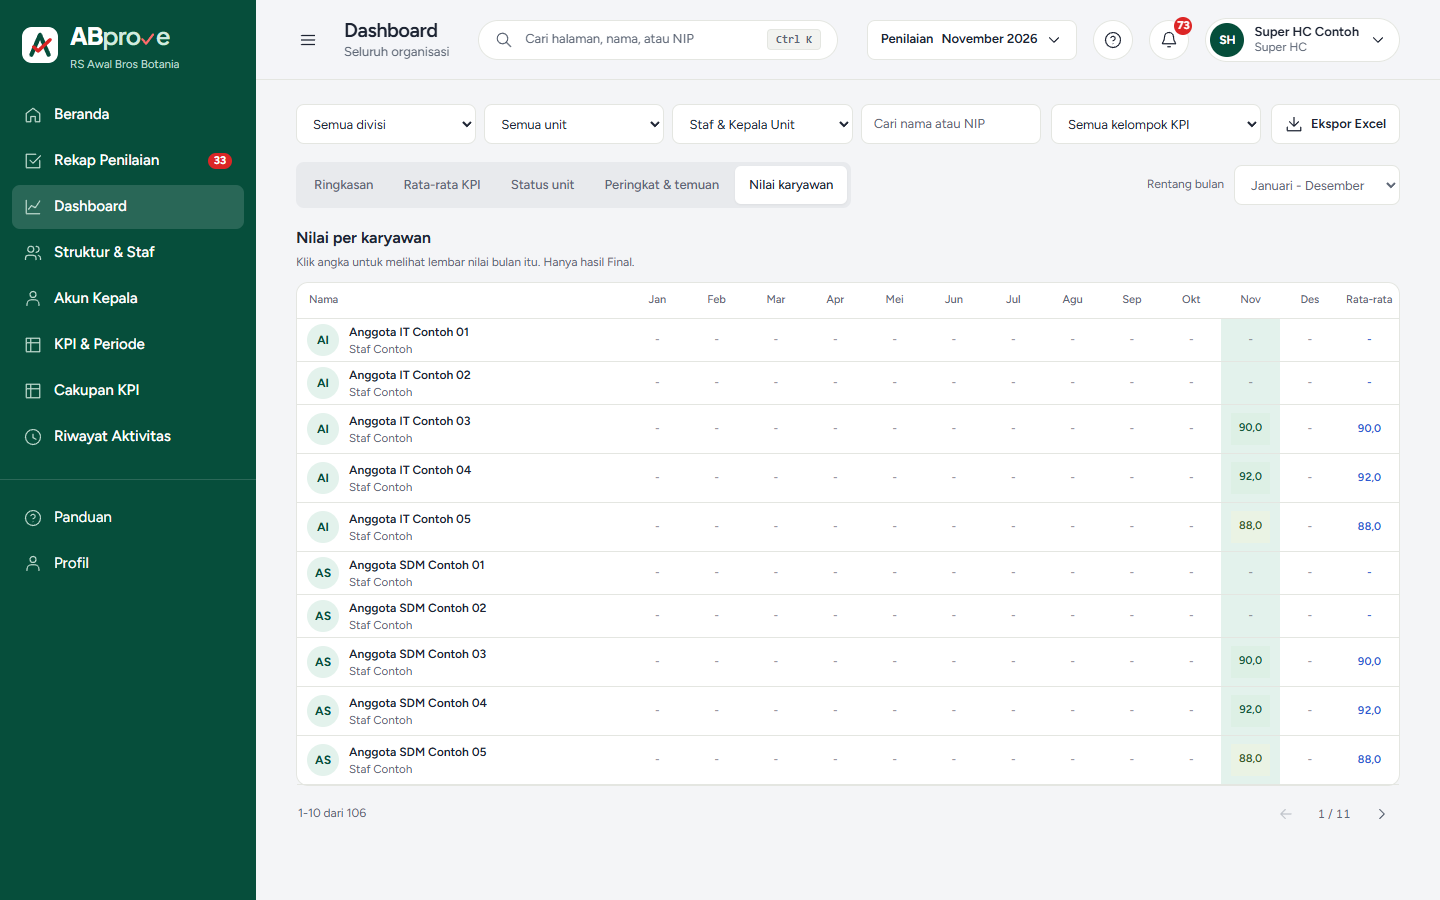 ABprove
RS Awal Bros Botania
Beranda
Rekap Penilaian 33
Dashboard
Struktur & Staf
Akun Kepala
KPI & Periode
Cakupan KPI
Riwayat Aktivitas
Panduan
Profil
Dashboard
Seluruh organisasi
Cari halaman, nama, atau NIP Ctrl K
Penilaian November 2026
73
SH
Super HC Contoh
Super HC
Semua divisi
Semua unit
Staf & Kepala Unit
Cari nama atau NIP
Semua kelompok KPI
Ekspor Excel
Ringkasan Rata-rata KPI Status unit Peringkat & temuan Nilai karyawan
Rentang bulan Januari - Desember
Nilai per karyawan
Klik angka untuk melihat lembar nilai bulan itu. Hanya hasil Final.
Nama Jan Feb Mar Apr Mei Jun Jul Agu Sep Okt Nov Des Rata-rata
AI Anggota IT Contoh 01 - - - - - - - - - - - - -
Staf Contoh
AI Anggota IT Contoh 02 - - - - - - - - - - - - -
Staf Contoh
AI Anggota IT Contoh 03 - - - - - - - - - - 90,0 - 90,0
Staf Contoh
AI Anggota IT Contoh 04 - - - - - - - - - - 92,0 - 92,0
Staf Contoh
AI Anggota IT Contoh 05 - - - - - - - - - - 88,0 - 88,0
Staf Contoh
AS Anggota SDM Contoh 01 - - - - - - - - - - - - -
Staf Contoh
AS Anggota SDM Contoh 02 - - - - - - - - - - - - -
Staf Contoh
AS Anggota SDM Contoh 03 - - - - - - - - - - 90,0 - 90,0
Staf Contoh
AS Anggota SDM Contoh 04 - - - - - - - - - - 92,0 - 92,0
Staf Contoh
AS Anggota SDM Contoh 05 - - - - - - - - - - 88,0 - 88,0
Staf Contoh
1-10 dari 106
1 / 11